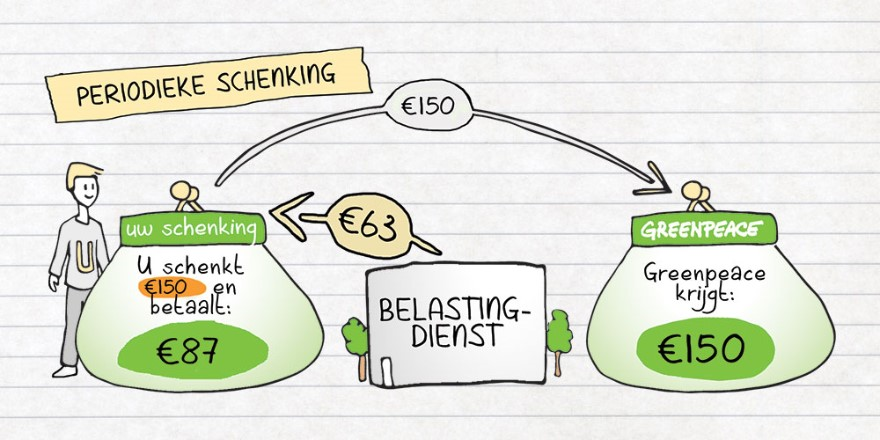 PERIODIEKE SCHENKING
€150
€63
uw schenking
U
U schenkt
€150 en
betaalt:
€87
BELASTING-
DIENST
GREENPEACE
Greenpeace
krijgt:
€150